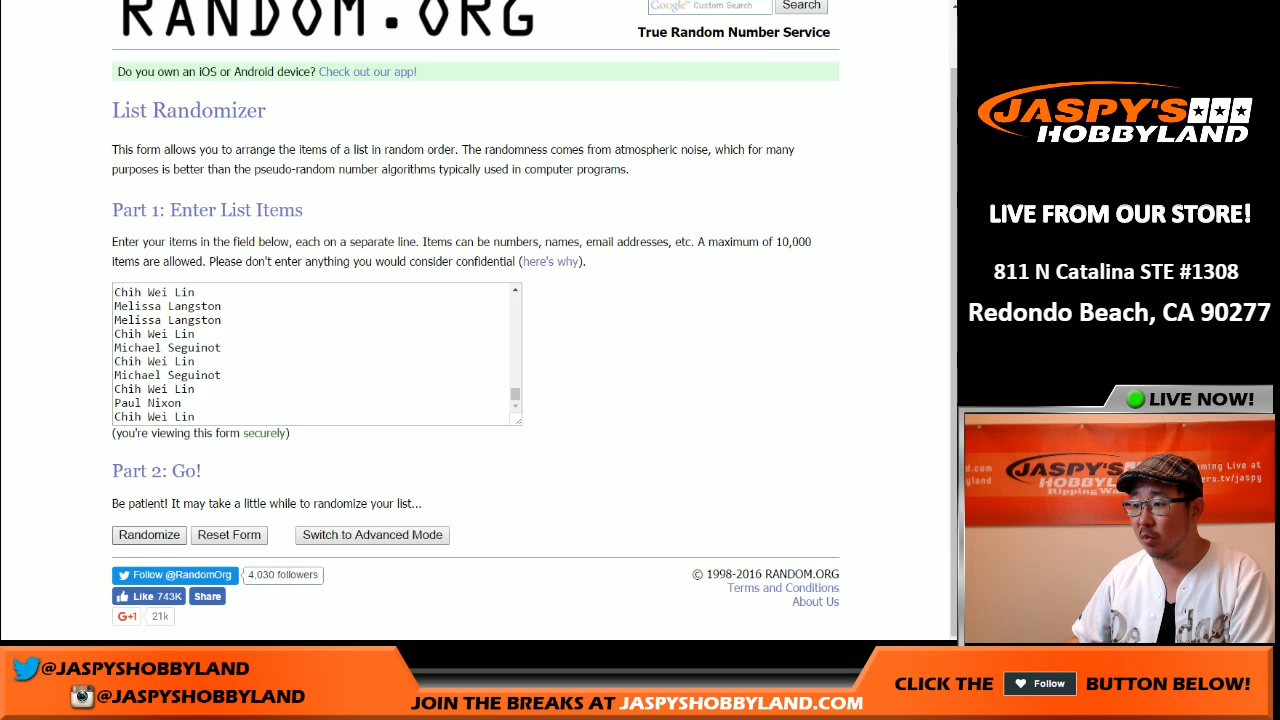 RANDOM.ORG
Google Custom Search
Search
True Random Number Service
Do you own an iOS or Android device? Check out our app!
List Randomizer
This form allows you to arrange the items of a list in random order. The randomness comes from atmospheric noise, which for many
purposes is better than the pseudo-random number algorithms typically used in computer programs.
Part 1: Enter List Items
Enter your items in the field below, each on a separate line. Items can be numbers, names, email addresses, etc. A maximum of 10,000
items are allowed. Please don't enter anything you would consider confidential (here's why).
Chih Wei Lin
Melissa Langston
Melissa Langston
Chih Wei Lin
Michael Seguinot
Chih Wei Lin
Michael Seguinot
Chih Wei Lin
Paul Nixon
Chih Wei Lin
(you're viewing this form securely)
Part 2: Go!
Be patient! It may take a little while to randomize your list...
Randomize
Reset Form
Switch to Advanced Mode
Follow @RandomOrg
4,030 followers
Like 743K
Share
G+1
21k
© 1998-2016 RANDOM.ORG
Terms and Conditions
About Us
JASPY'S
HOBBYLAND
LIVE FROM OUR STORE!
811 N Catalina STE #1308
Redondo Beach, CA 90277
LIVE NOW!
JASPY'S
HOBBYLAND
@JASPYSHOBBYLAND
@JASPYSHOBBYLAND
JOIN THE BREAKS AT JASPYSHOBBYLAND.COM
CLICK THE
Follow
BUTTON BELOW!